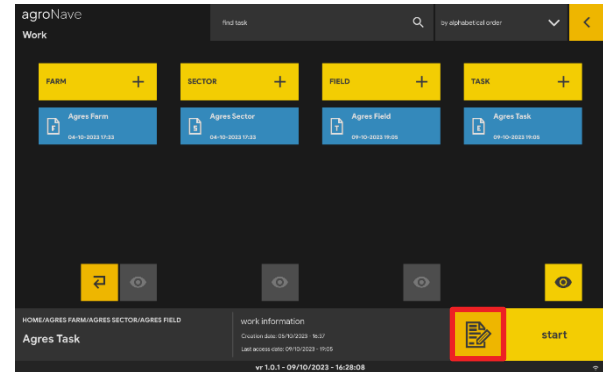 agroNave
Work
find task
by alphabetical order
FARM
SECTOR
FIELD
TASK
F
Agres Farm
04-10-2023 17:33
S
Agres Sector
04-10-2023 17:33
T
Agres Field
09-10-2023 19:05
E
Agres Task
09-10-2023 19:05
HOME/AGRES FARM/AGRES SECTOR/AGRES FIELD
Agres Task
work information
Creation date: 05/10/2023 - 16:37
Last access date: 09/10/2023 - 19:05
start
vr 1.0.1 - 09/10/2023 - 16:28:08